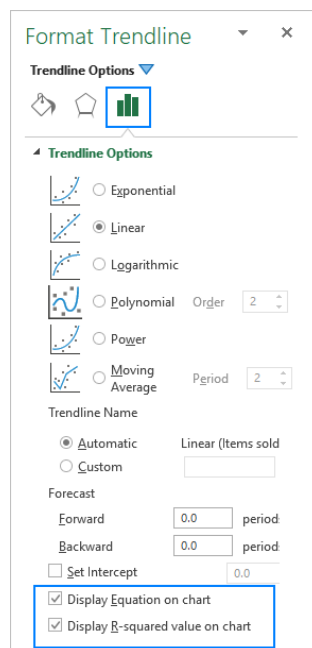 Format Trendline
Trendline Options
Trendline Options
Exponential
Linear
Logarithmic
Polynomial Order 2
Power
Moving
Average Period 2
Trendline Name
Automatic Linear (Items sold
Custom
Forecast
Forward 0.0 period
Backward 0.0 period
Set Intercept 0.0
Display Equation on chart
Display R-squared value on chart